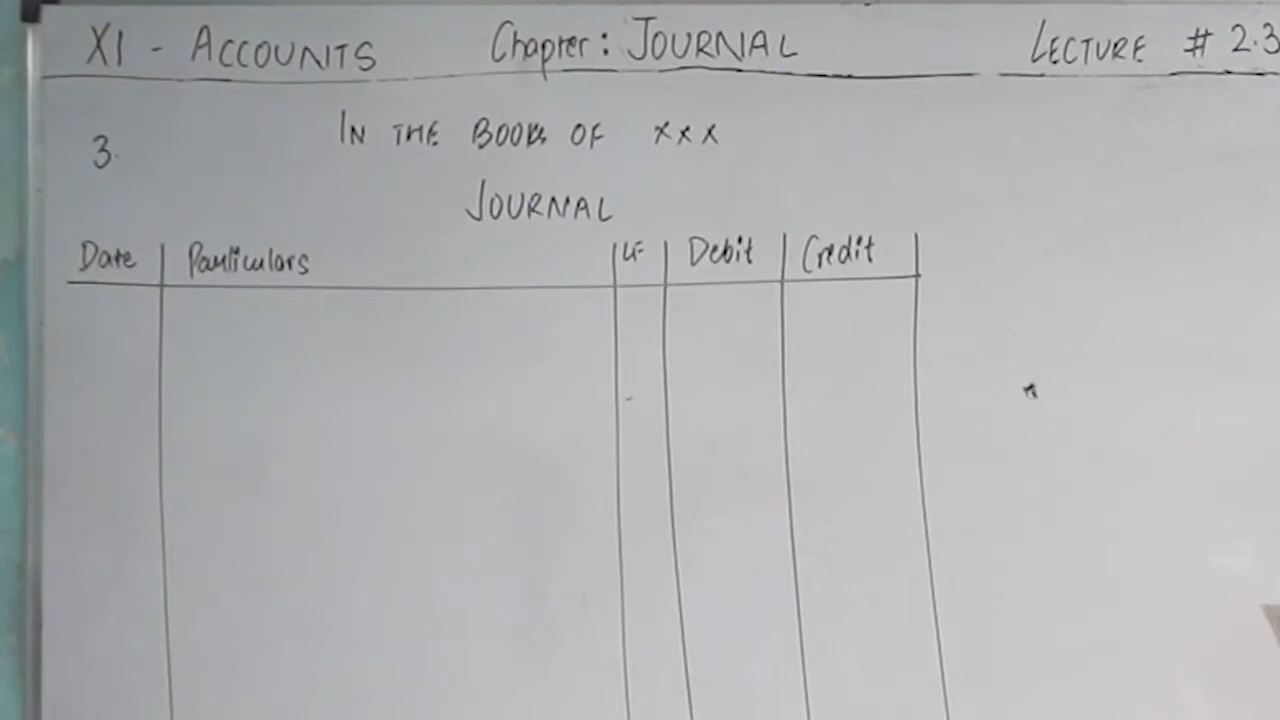 XI - ACCOUNTS Chapter: JOURNAL LECTURE # 2.3
3. IN THE BOOKS OF xxx
JOURNAL
Date Particulars LF Debit Credit